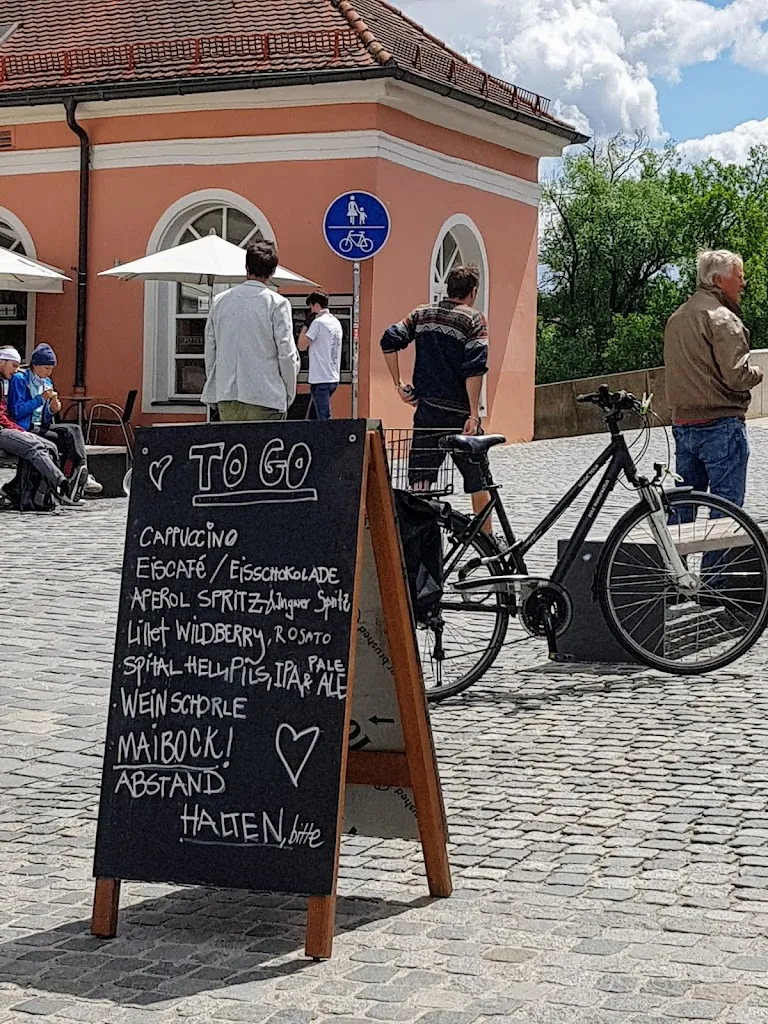 TO GO
CAPPUCCINO
EISCAFÉ / EISSCHOKOLADE
APEROL SPRITZ & Ingwer Spritz
Lillet WILDBERRY, ROSATO
SPITAL HELL, PILS, IPA & PALE ALE
WEINSCHORLE
MAIBOCK!
ABSTAND
HALTEN, bitte